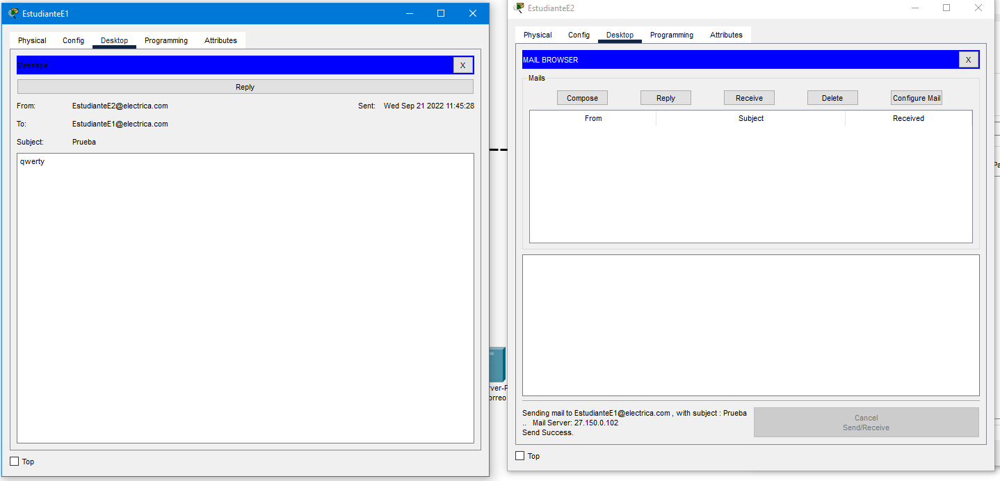 EstudianteE1
Physical Config Desktop Programming Attributes
Message X
Reply
From: EstudianteE2@electrica.com Sent: Wed Sep 21 2022 11:45:28
To: EstudianteE1@electrica.com
Subject: Prueba
qwerty
Top
EstudianteE2
Physical Config Desktop Programming Attributes
MAIL BROWSER X
Mails
Compose Reply Receive Delete Configure Mail
From Subject Received
Sending mail to EstudianteE1@electrica.com , with subject : Prueba
.. Mail Server: 27.150.0.102
Send Success.
Cancel
Send/Receive
Top